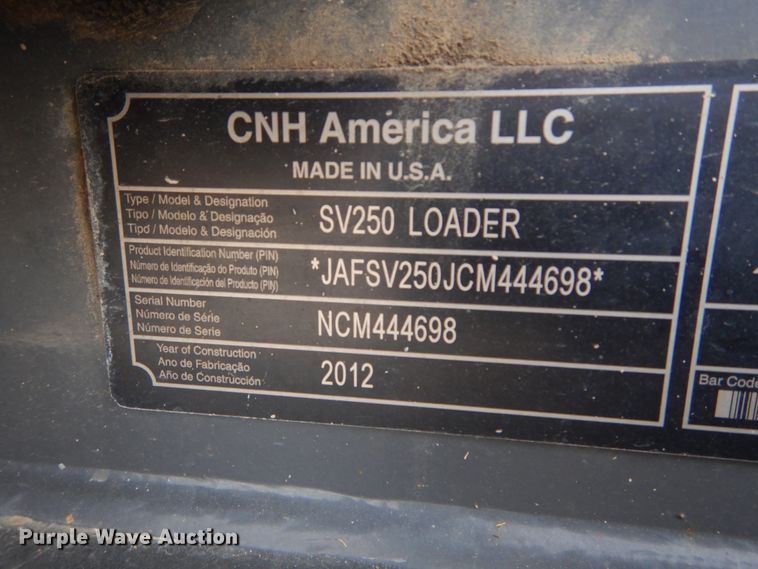 CNH America LLC
MADE IN U.S.A.
Type / Model & Designation
Tipo / Modelo & Designação
Tipo / Modelo & Designación
SV250 LOADER
Product Identification Number (PIN)
Número de Identificação do Produto (PIN)
Número de Identificación del Producto (PIN)
*JAFSV250JCM444698*
Serial Number
Número de Série
Número de Serie
NCM444698
Year of Construction
Ano de Fabricação
Año de Construcción
2012
Bar Code
Purple Wave Auction